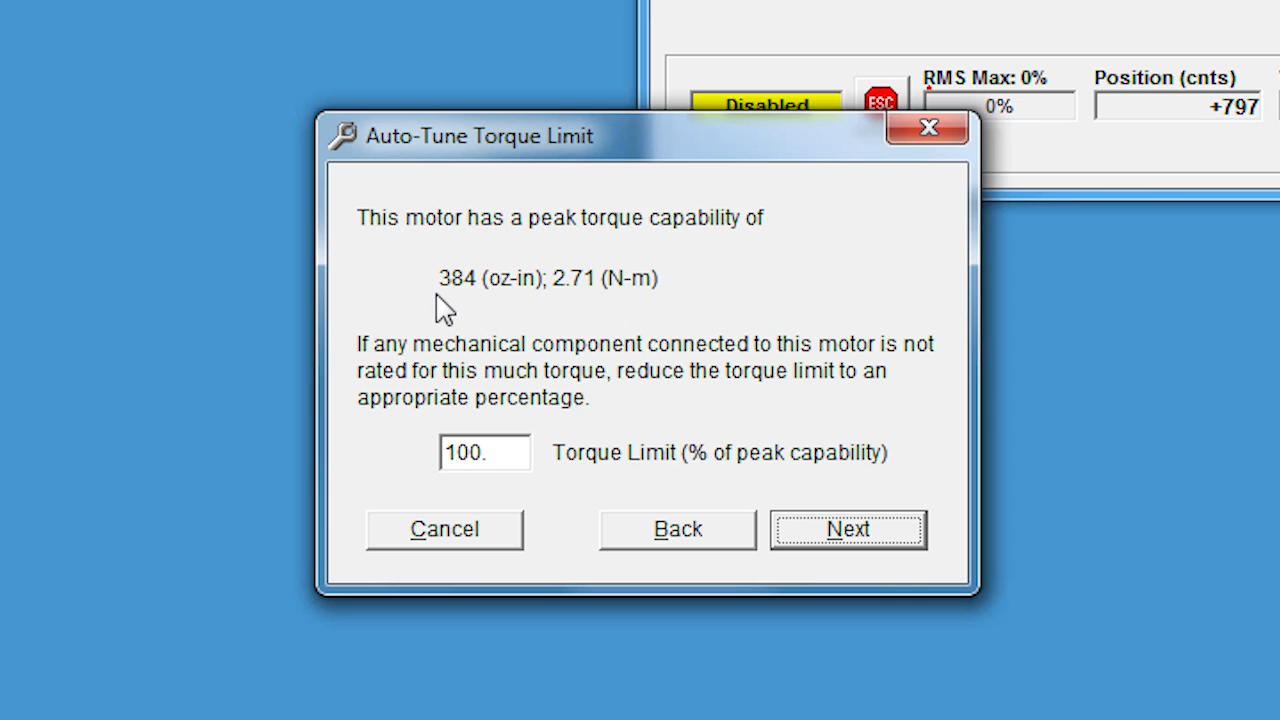 RMS Max: 0%
Position (cnts)
Disabled
ESC
0%
+797
Auto-Tune Torque Limit
This motor has a peak torque capability of
384 (oz-in); 2.71 (N-m)
If any mechanical component connected to this motor is not
rated for this much torque, reduce the torque limit to an
appropriate percentage.
100.
Torque Limit (% of peak capability)
Cancel
Back
Next